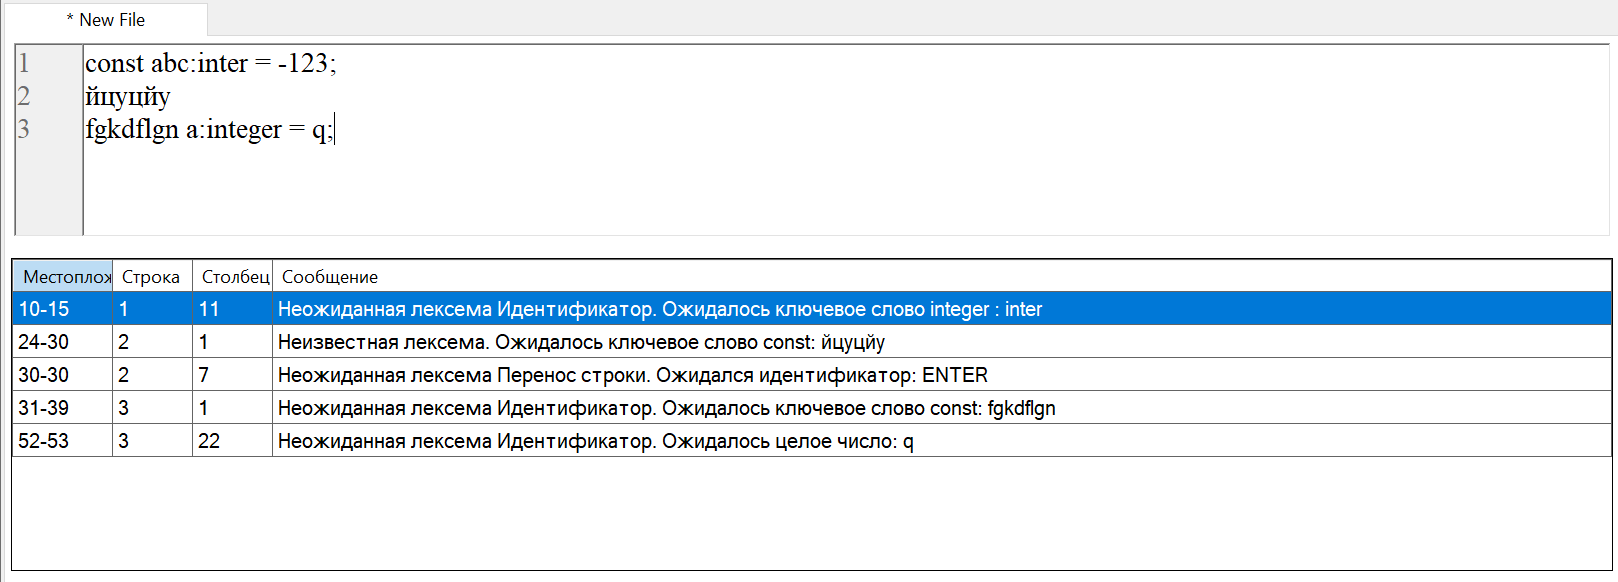 * New File
1 const abc:inter = -123;
2 йцуцйу
3 fgkdflgn a:integer = q;
Местополож Строка Столбец Сообщение
10-15 1 11 Неожиданная лексема Идентификатор. Ожидалось ключевое слово integer : inter
24-30 2 1 Неизвестная лексема. Ожидалось ключевое слово const: йцуцйу
30-30 2 7 Неожиданная лексема Перенос строки. Ожидался идентификатор: ENTER
31-39 3 1 Неожиданная лексема Идентификатор. Ожидалось ключевое слово const: fgkdflgn
52-53 3 22 Неожиданная лексема Идентификатор. Ожидалось целое число: q